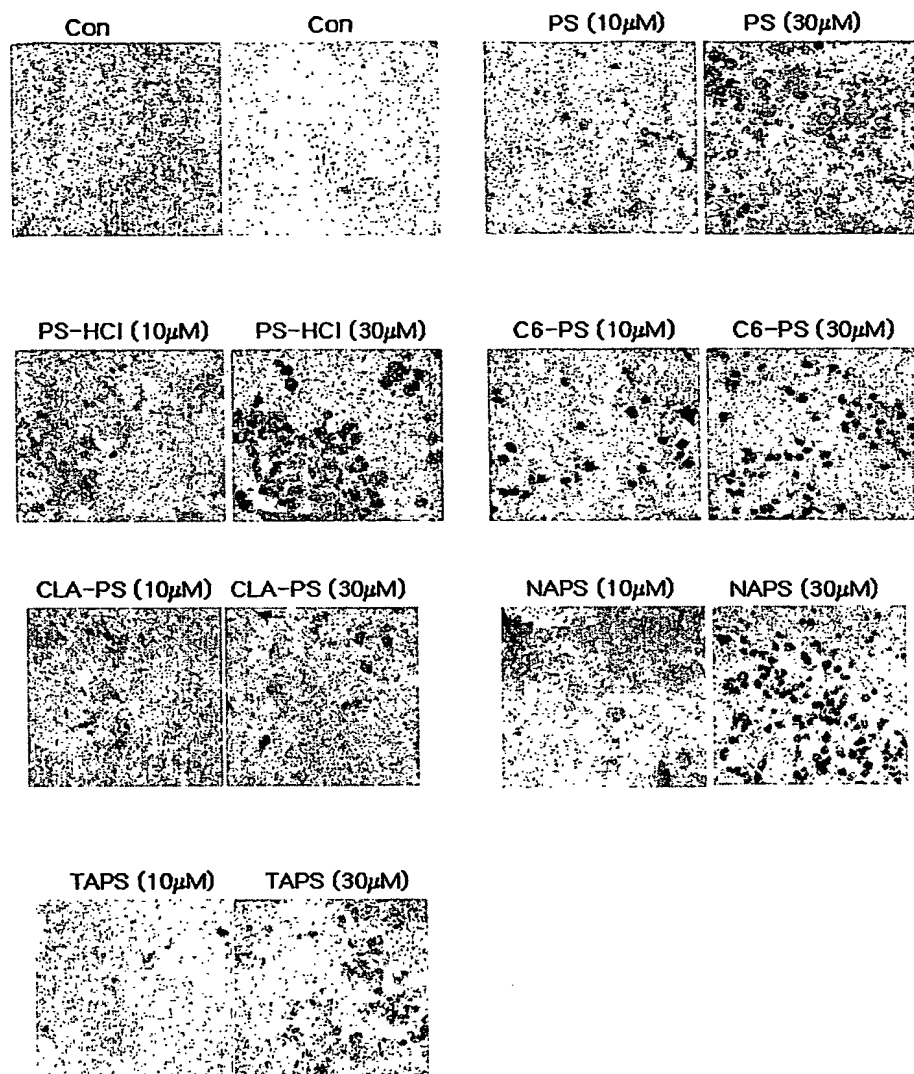 Con Con PS (10μM) PS (30μM)
PS-HCl (10μM) PS-HCl (30μM) C6-PS (10μM) C6-PS (30μM)
CLA-PS (10μM) CLA-PS (30μM) NAPS (10μM) NAPS (30μM)
TAPS (10μM) TAPS (30μM)